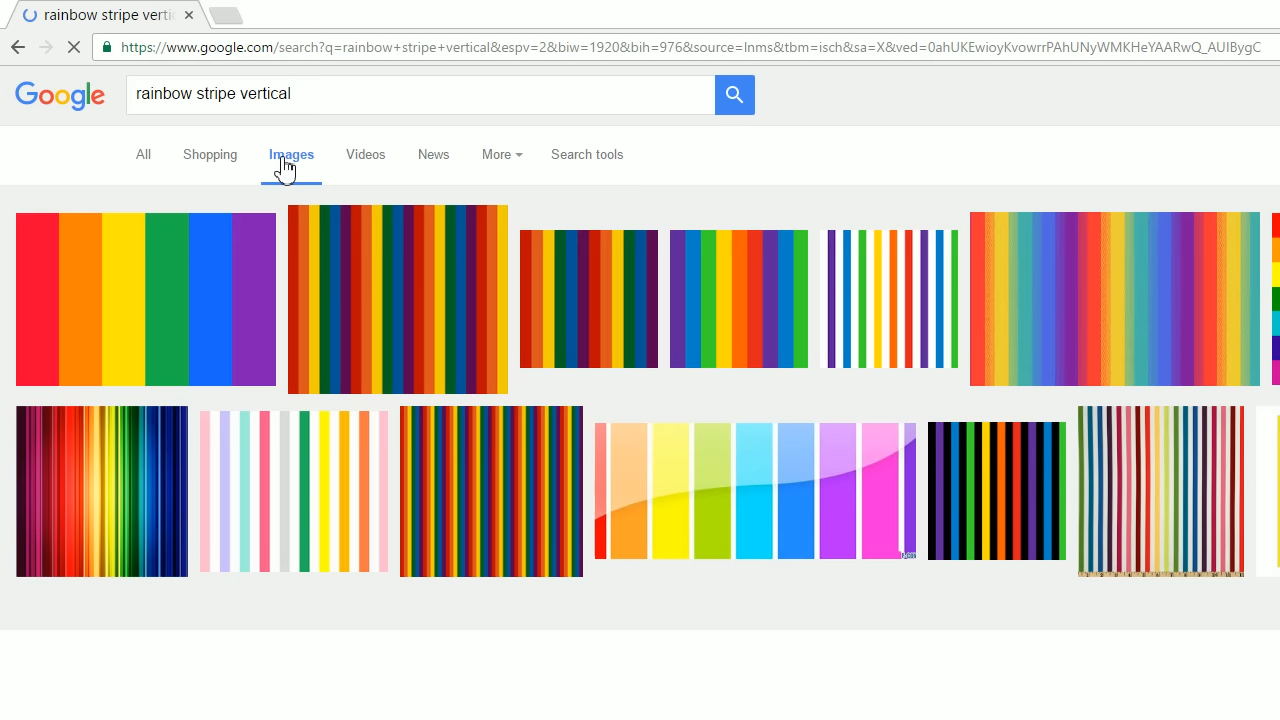 rainbow stripe vertic
https://www.google.com/search?q=rainbow+stripe+vertical&espv=2&biw=1920&bih=976&source=lnms&tbm=isch&sa=X&ved=0ahUKEwioyKvowrrPAhUNyWMKHeYAARwQ_AUIBygC
Google
rainbow stripe vertical
All Shopping Images Videos News More Search tools